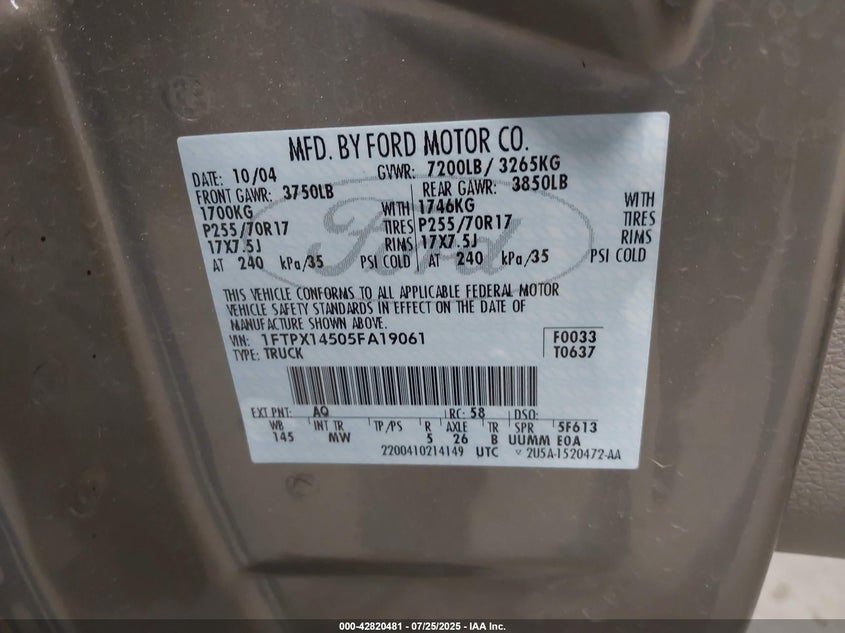 MFD. BY FORD MOTOR CO.
DATE: 10/04 GVWR: 7200LB / 3265KG
FRONT GAWR: 3750LB REAR GAWR: 3850LB
1700KG WITH 1746KG WITH
P255/70R17 TIRES P255/70R17 TIRES
17X7.5J RIMS 17X7.5J RIMS
AT 240 kPa/35 PSI COLD AT 240 kPa/35 PSI COLD
Ford
THIS VEHICLE CONFORMS TO ALL APPLICABLE FEDERAL MOTOR
VEHICLE SAFETY STANDARDS IN EFFECT ON THE DATE OF
MANUFACTURE SHOWN ABOVE.
VIN: 1FTPX14505FA19061 F0033
TYPE: TRUCK T0637
EXT PNT: AQ RC: 58 DSO:
WB INT TR TP/PS R AXLE TR SPR 5F613
145 MW 5 26 B UUMM EOA
2200410214149 UTC ▽ 2U5A-1520472-AA
000-42820481 - 07/25/2025 - IAA Inc.